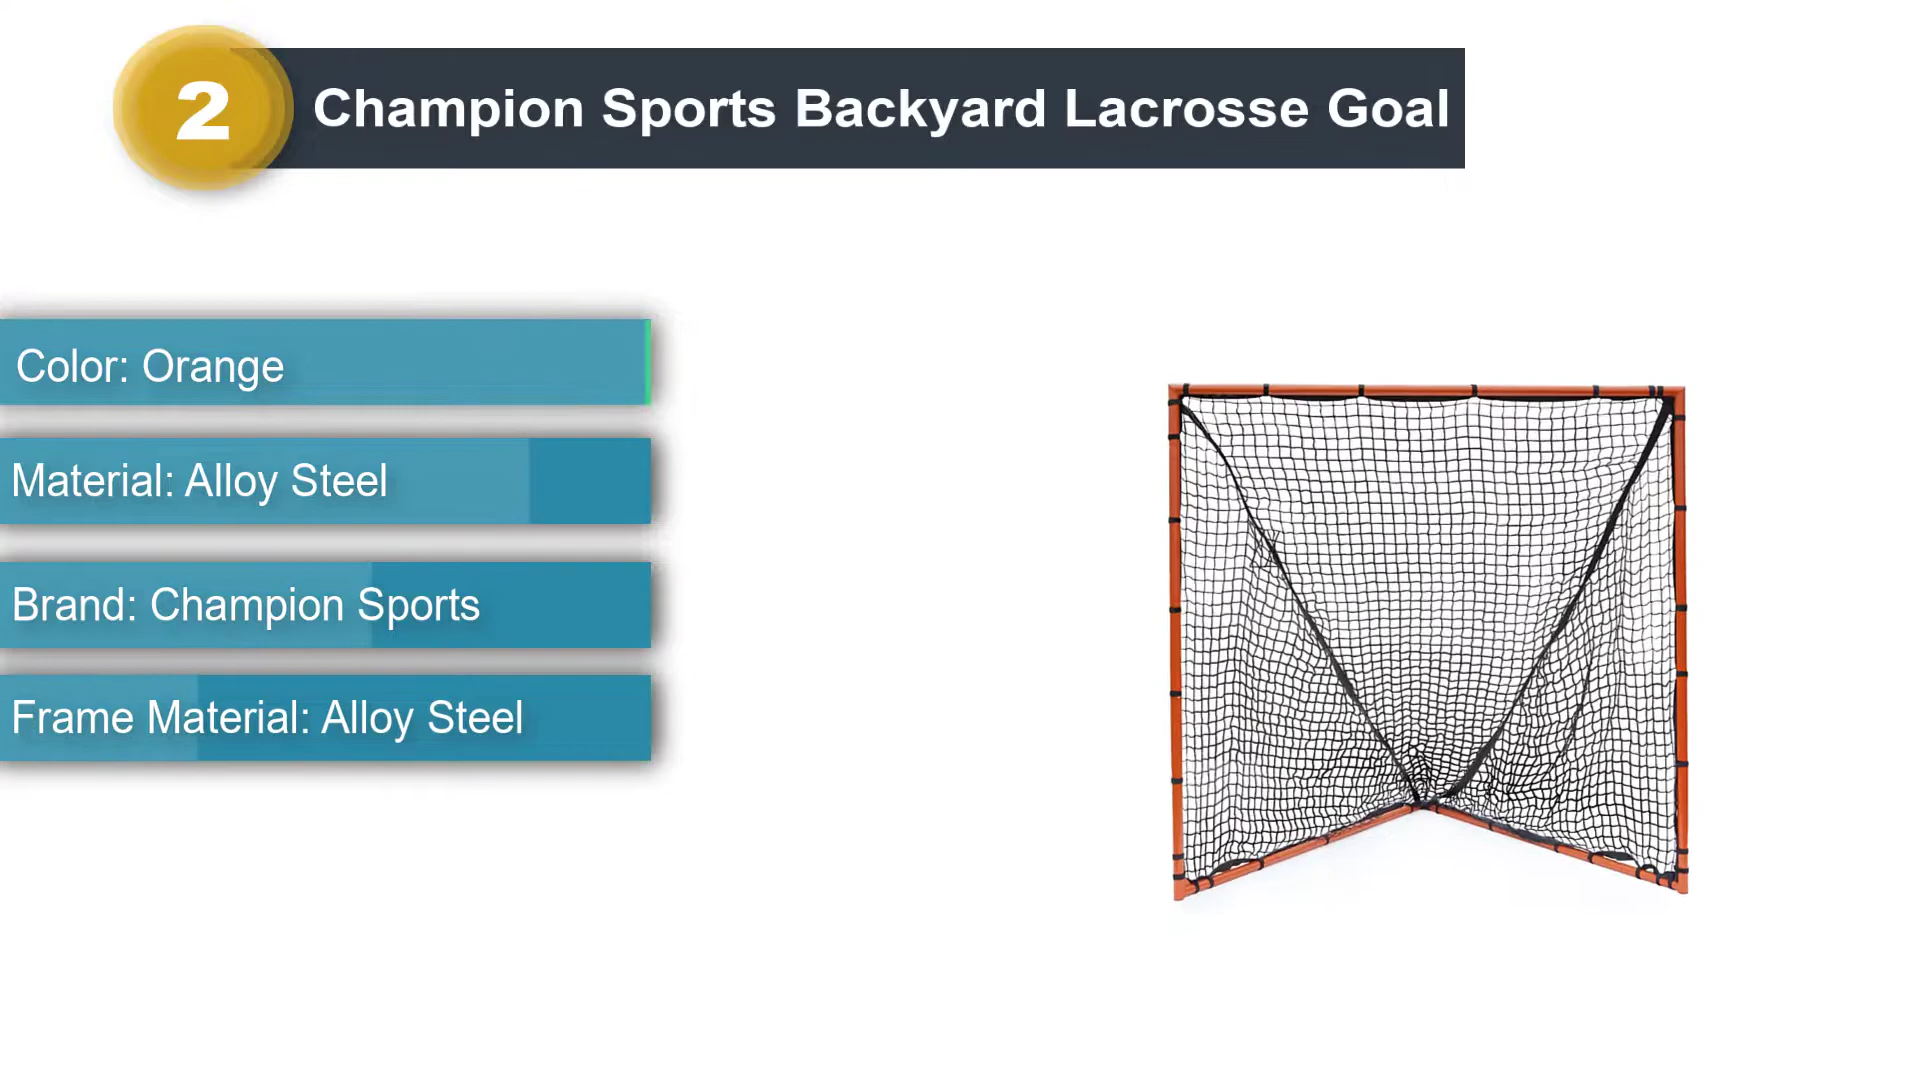 2
Champion Sports Backyard Lacrosse Goal
Color: Orange
Material: Alloy Steel
Brand: Champion Sports
Frame Material: Alloy Steel